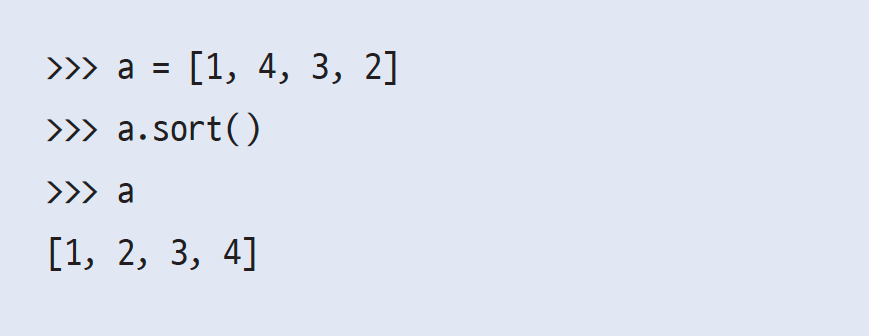 >>> a = [1, 4, 3, 2]
>>> a.sort()
>>> a
[1, 2, 3, 4]